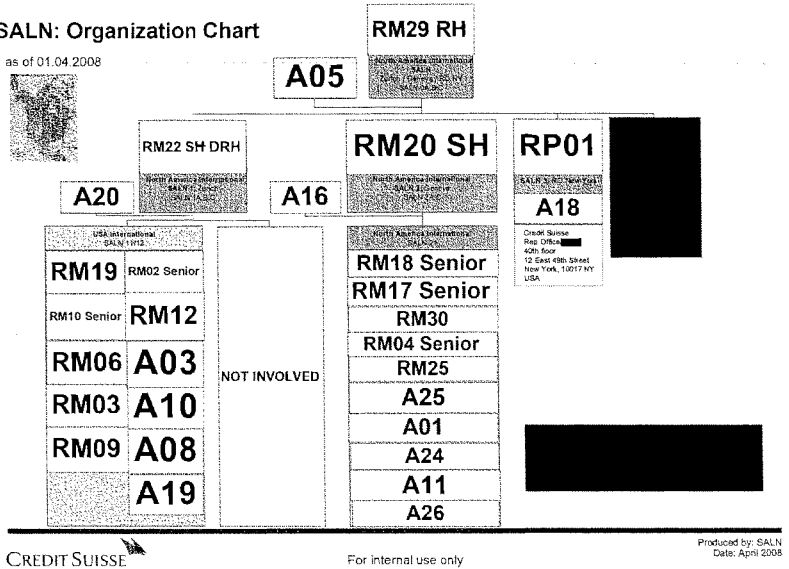 SALN: Organization Chart
as of 01.04.2008
RM29 RH
North America International
SALN
A05
RM22 SH DRH
North America International
SALN 1, Zurich
A20
RM20 SH
North America International
SALN 2, Geneva
A16
RP01
A18
Credit Suisse
Rep Office
40th floor
12 East 49th Street
New York, 10017 NY
USA
USA International
RM19
RM02 Senior
RM10 Senior
RM12
RM06
A03
RM03
A10
RM09
A08
A19
NOT INVOLVED
North America International
RM18 Senior
RM17 Senior
RM30
RM04 Senior
RM25
A25
A01
A24
A11
A26
CREDIT SUISSE
For internal use only
Produced by: SALN
Date: April 2008